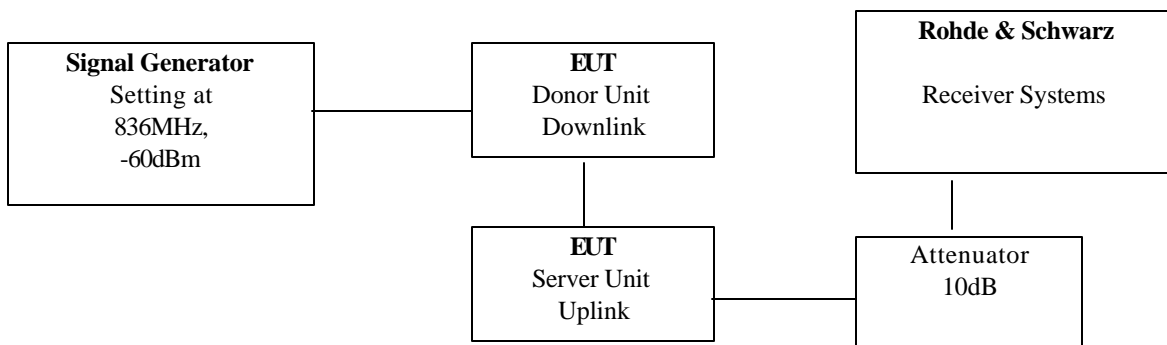 Signal Generator
Setting at
836MHz,
-60dBm
EUT
Donor Unit
Downlink
Rohde & Schwarz
Receiver Systems
EUT
Server Unit
Uplink
Attenuator
10dB